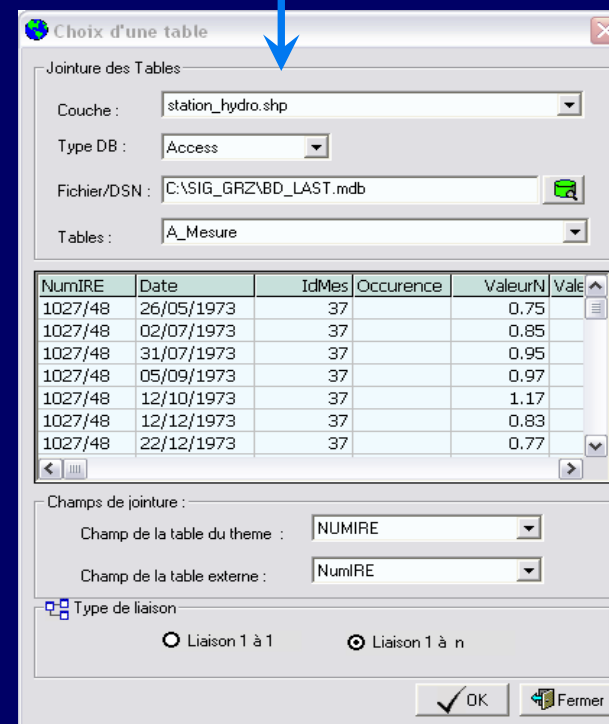 Choix d'une table
Jointure des Tables
Couche : station_hydro.shp
Type DB : Access
Fichier/DSN : C:\SIG_GRZ\BD_LAST.mdb
Tables : A_Mesure
NumIRE Date IdMes Occurence ValeurN Vale
1027/48 26/05/1973 37 0.75
1027/48 02/07/1973 37 0.85
1027/48 31/07/1973 37 0.95
1027/48 05/09/1973 37 0.97
1027/48 12/10/1973 37 1.17
1027/48 12/12/1973 37 0.83
1027/48 22/12/1973 37 0.77
Champs de jointure :
Champ de la table du theme : NUMIRE
Champ de la table externe : NumIRE
Type de liaison
Liaison 1 à 1 Liaison 1 à n
OK Fermer